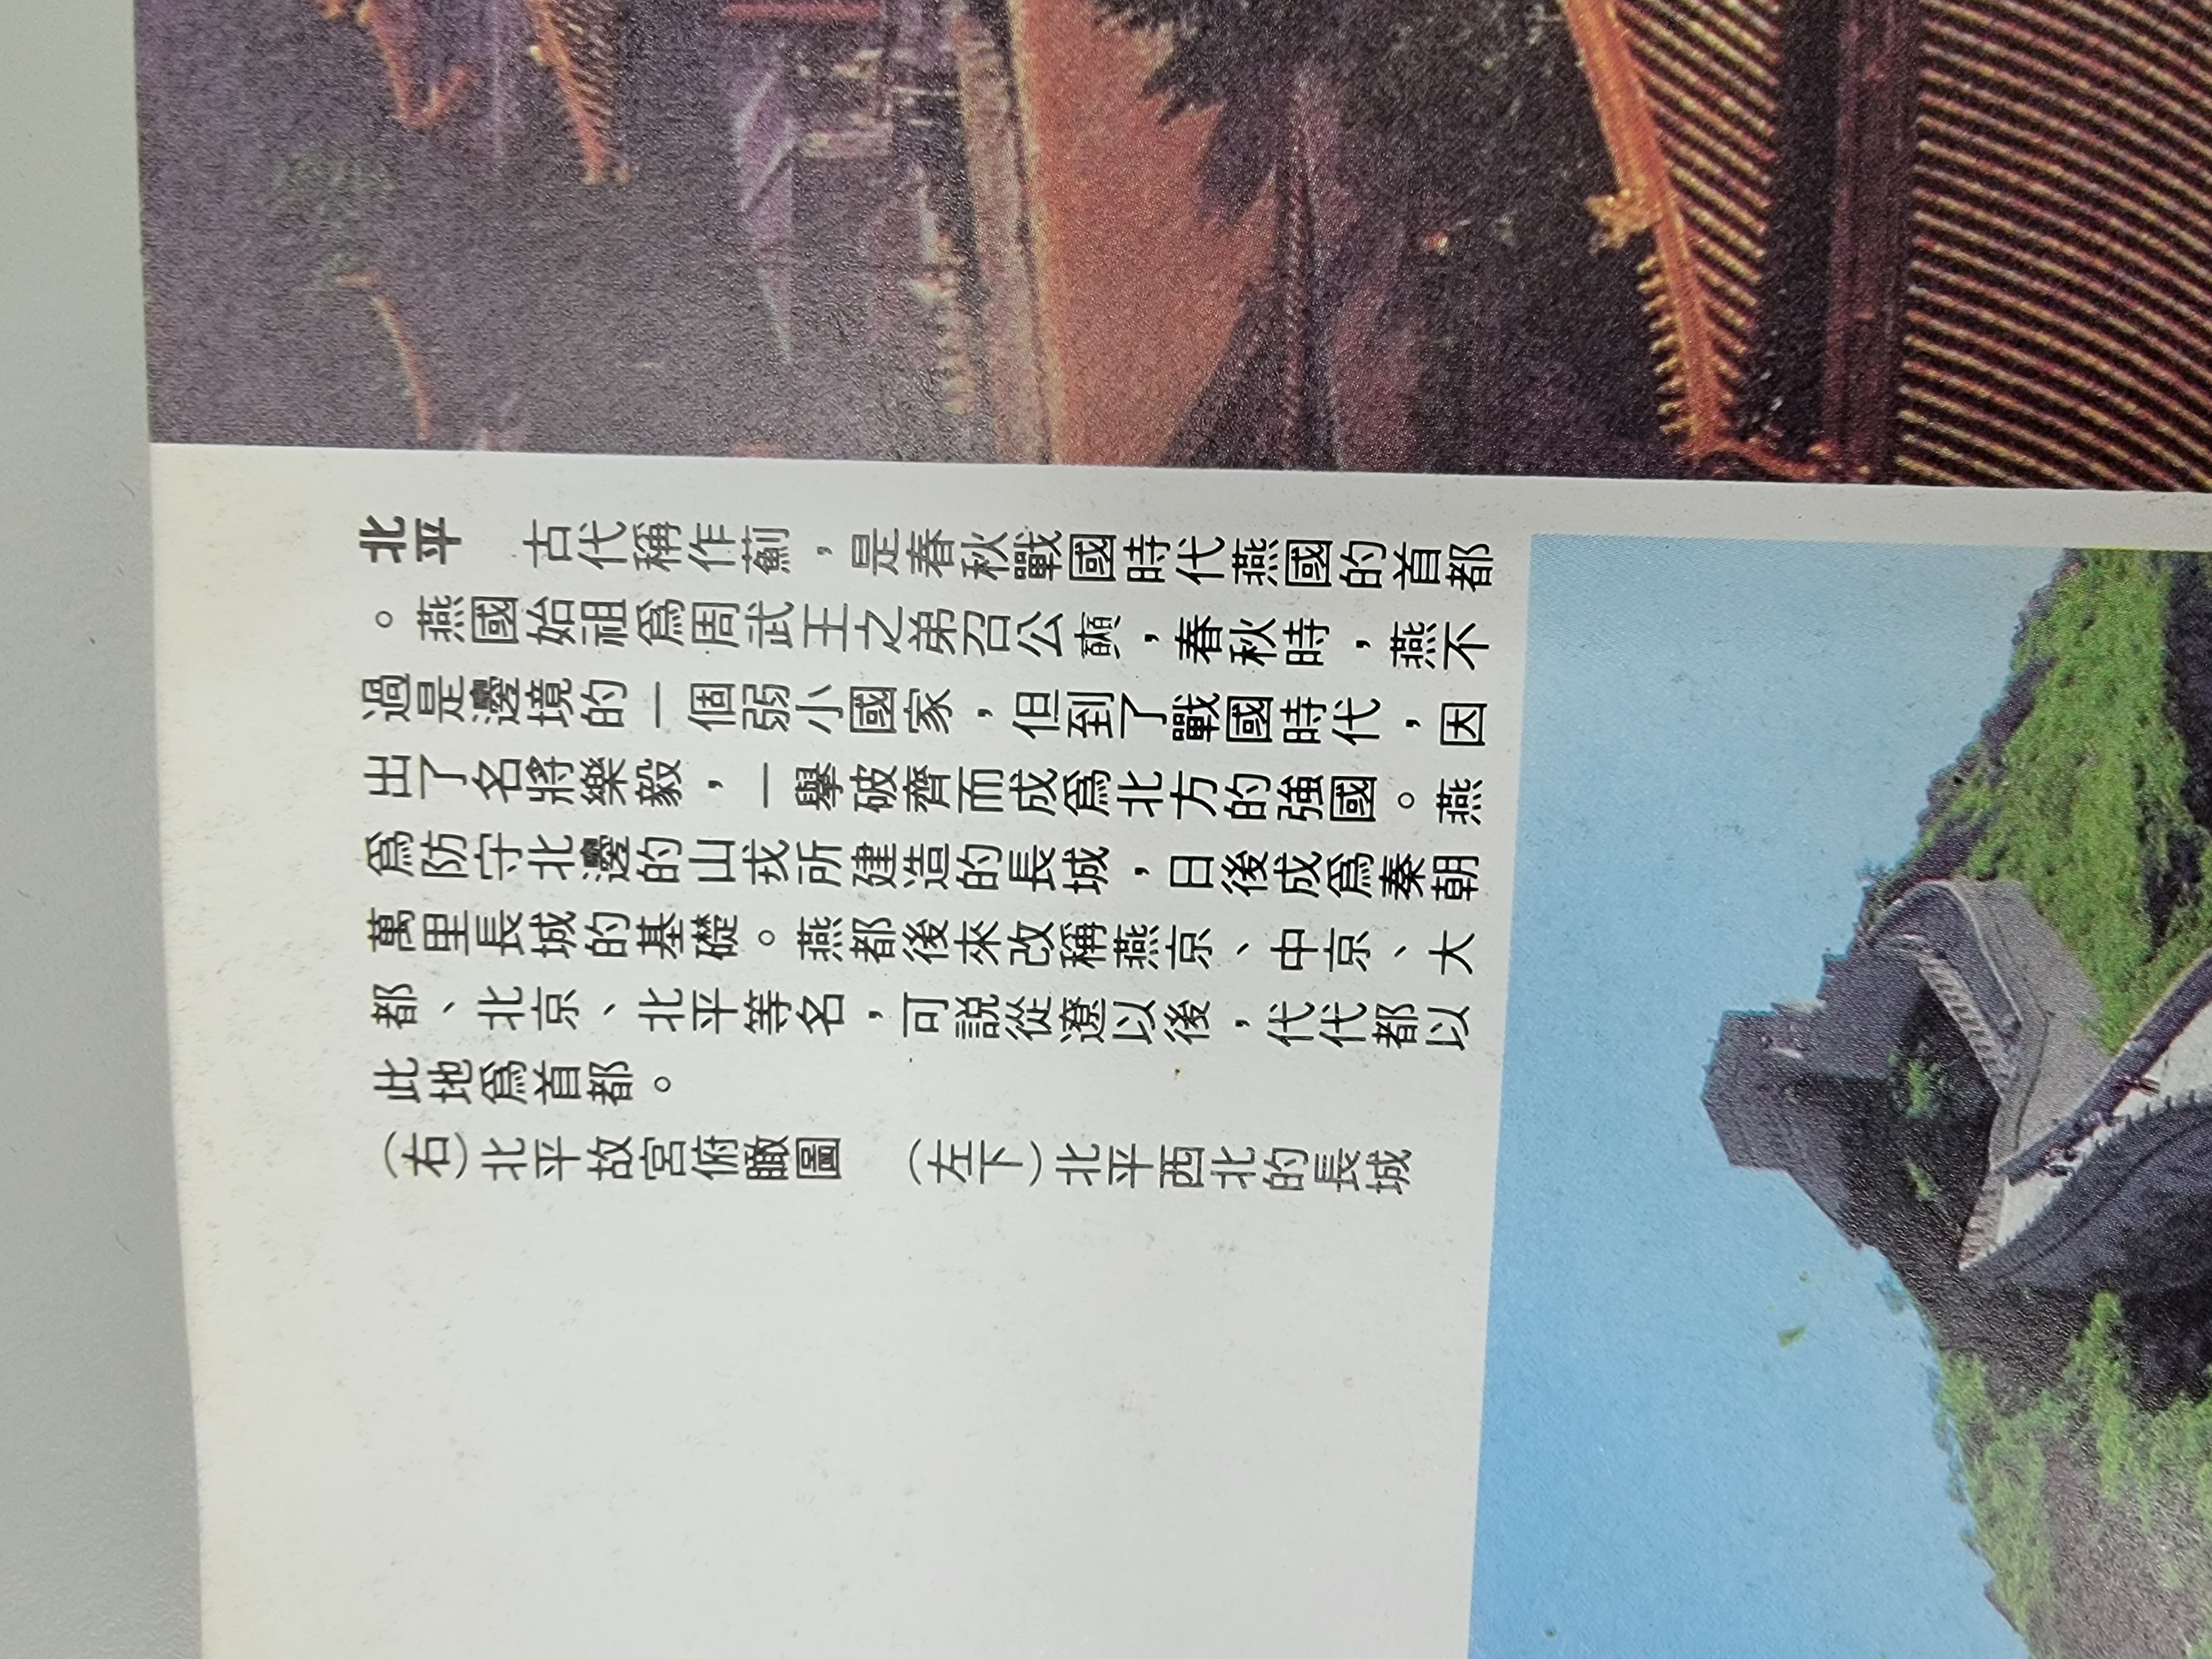 北平　古代稱作薊，是春秋戰國時代燕國的首都
。燕國始祖爲周武王之弟召公奭，春秋時，燕不
過是邊境的一個弱小國家，但到了戰國時代，因
出了名將樂毅，一舉破齊而成爲北方的強國。燕
爲防守北邊的山戎所建造的長城，日後成爲秦朝
萬里長城的基礎。燕都後來改稱燕京、中京、大
都、北京、北平等名，可説從遼以後，代代都以
此地爲首都。
（右）北平故宮俯瞰圖　（左下）北平西北的長城